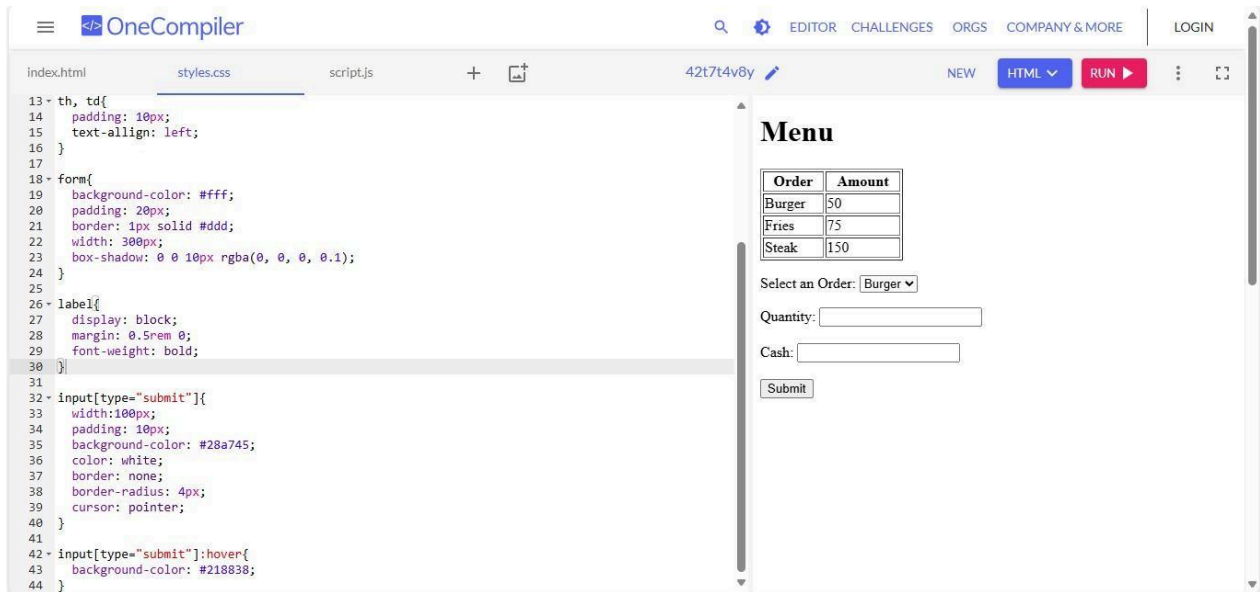 </> OneCompiler
EDITOR CHALLENGES ORGS COMPANY & MORE LOGIN
index.html styles.css script.js + 42t7t4v8y NEW HTML RUN
13 th, td{
14 padding: 10px;
15 text-allign: left;
16 }
17
18 form{
19 background-color: #fff;
20 padding: 20px;
21 border: 1px solid #ddd;
22 width: 300px;
23 box-shadow: 0 0 10px rgba(0, 0, 0, 0.1);
24 }
25
26 label{
27 display: block;
28 margin: 0.5rem 0;
29 font-weight: bold;
30 }
31
32 input[type="submit"]{
33 width:100px;
34 padding: 10px;
35 background-color: #28a745;
36 color: white;
37 border: none;
38 border-radius: 4px;
39 cursor: pointer;
40 }
41
42 input[type="submit"]:hover{
43 background-color: #218838;
44 }
Menu
Order Amount
Burger 50
Fries 75
Steak 150
Select an Order: Burger
Quantity:
Cash:
Submit